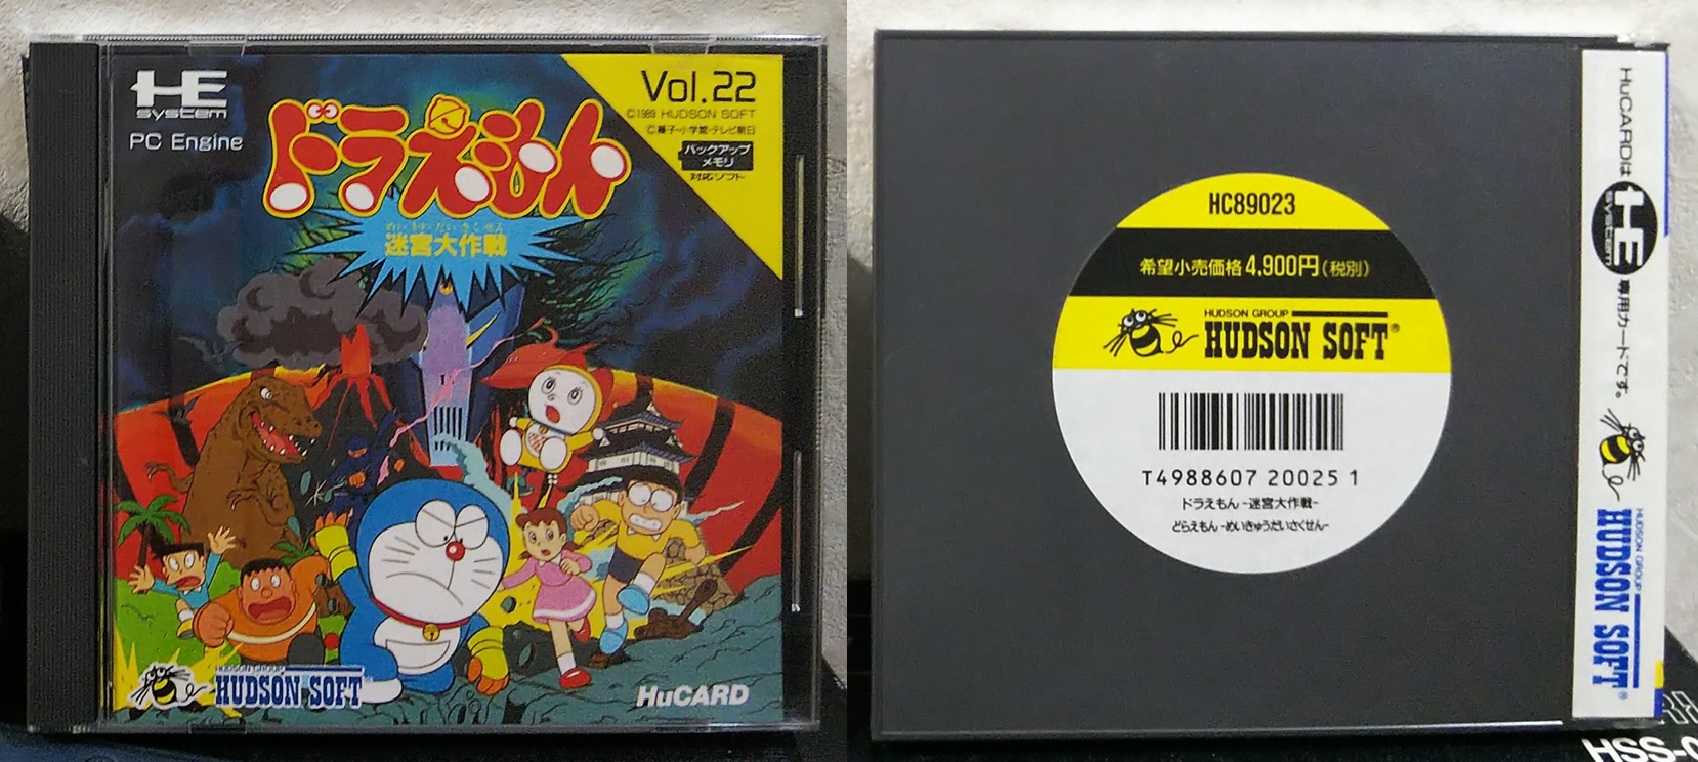 HE
system
PC Engine
Vol.22
©1989 HUDSON SOFT
©藤子・小学館・テレビ朝日
バックアップ
メモリ
対応ソフト
ドラえもん
めいきゅうだいさくせん
迷宮大作戦
HUDSON GROUP
HUDSON SOFT
HuCARD
HC89023
希望小売価格4,900円(税別)
HUDSON GROUP
HUDSON SOFT®
T4988607 20025 1
ドラえもん -迷宮大作戦-
どらえもん -めいきゅうだいさくせん-
HuCARDは HE system 専用カードです。
HUDSON GROUP
HUDSON SOFT®